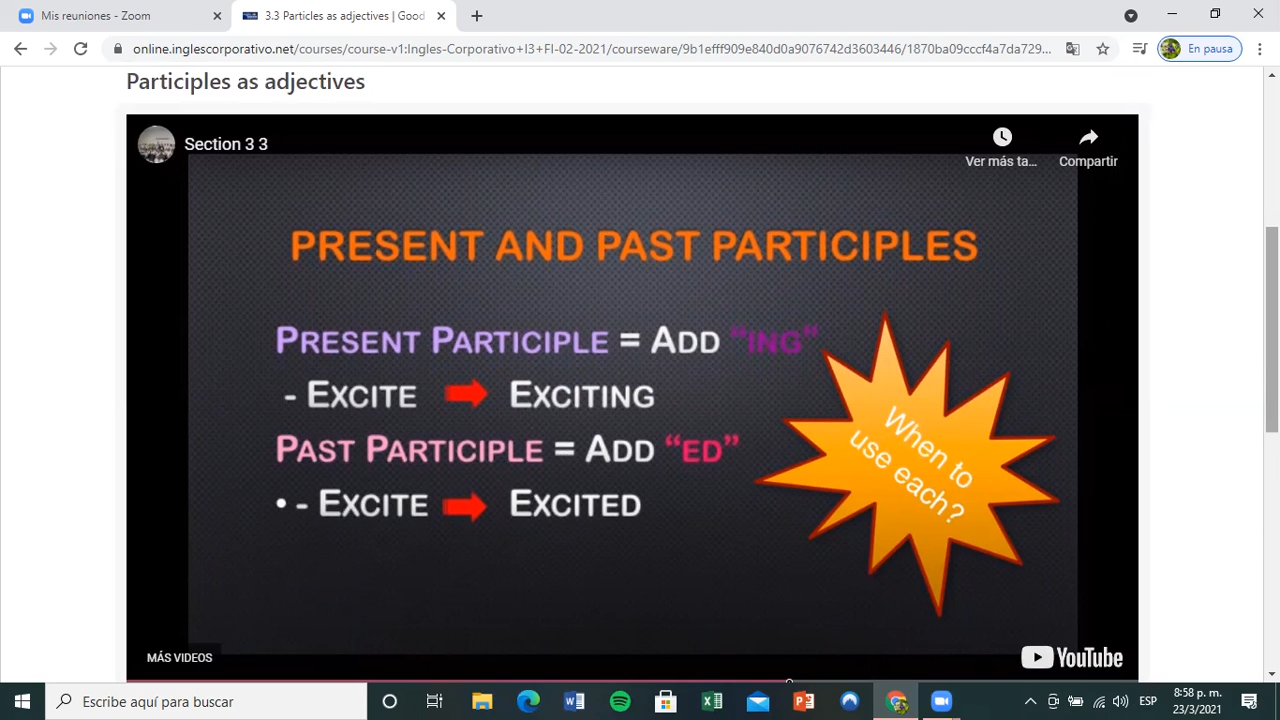 Mis reuniones - Zoom
3.3 Particles as adjectives | Good
online.inglescorporativo.net/courses/course-v1:Ingles-Corporativo+I3+FI-02-2021/courseware/9b1efff909e840d0a9076742d3603446/1870ba09cccf4a7da729...
En pausa
Participles as adjectives
Section 3 3
Ver más ta...
Compartir
PRESENT AND PAST PARTICIPLES
PRESENT PARTICIPLE = ADD "ING"
- EXCITE EXCITING
PAST PARTICIPLE = ADD "ED"
• - EXCITE EXCITED
When to
use each?
MÁS VIDEOS
YouTube
Escribe aquí para buscar
ESP
8:58 p. m.
23/3/2021